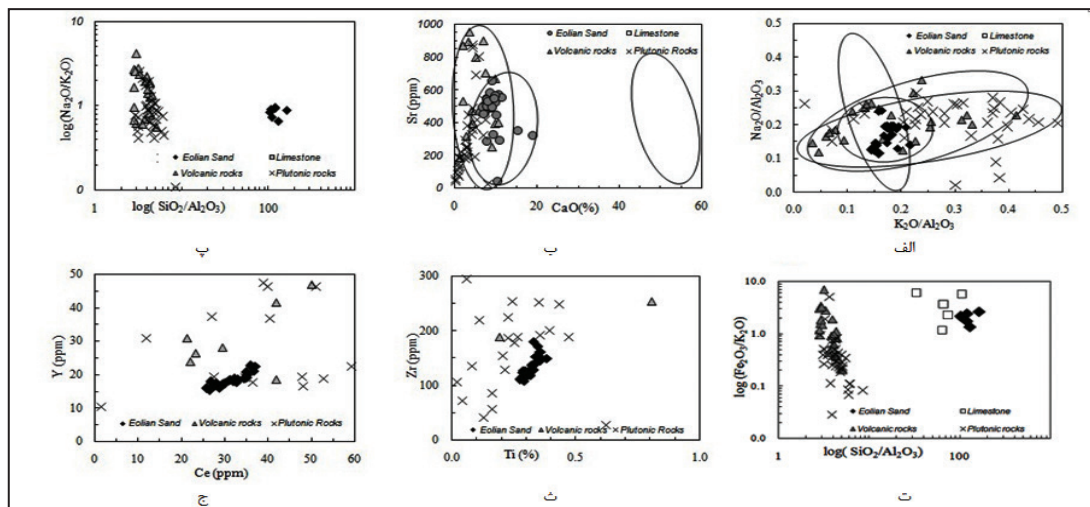 10
1
0
1
100
log(Na₂O/K₂O)
log( SiO₂/Al₂O₃)
Eolian Sand
Limestone
Volcanic rocks
Plutonic rocks
پ
1000
800
600
400
200
0
0
20
40
60
Sr (ppm)
CaO(%)
Eolian Sand
Limestone
Volcanic rocks
Plutonic Rocks
ب
0.5
0.4
0.3
0.2
0.1
0.0
0.0
0.1
0.2
0.3
0.4
0.5
Na₂O/Al₂O₃
K₂O/Al₂O₃
Eolian Sand
Limestone
Volcanic rocks
Plutonic Rocks
الف
50
40
30
20
10
0
0
10
20
30
40
50
60
Y (ppm)
Ce (ppm)
Eolian Sand
Volcanic rocks
Plutonic Rocks
ج
300
200
100
0
0.0
0.5
1.0
Zr (ppm)
Ti (%)
Eolian Sand
Volcanic rocks
Plutonic Rocks
ث
10.0
1.0
0.1
0.0
1
100
log (Fe₂O₃/K₂O)
log( SiO₂/Al₂O₃)
Eolian Sand
Limestone
Volcanic rocks
Plutonic rocks
ت